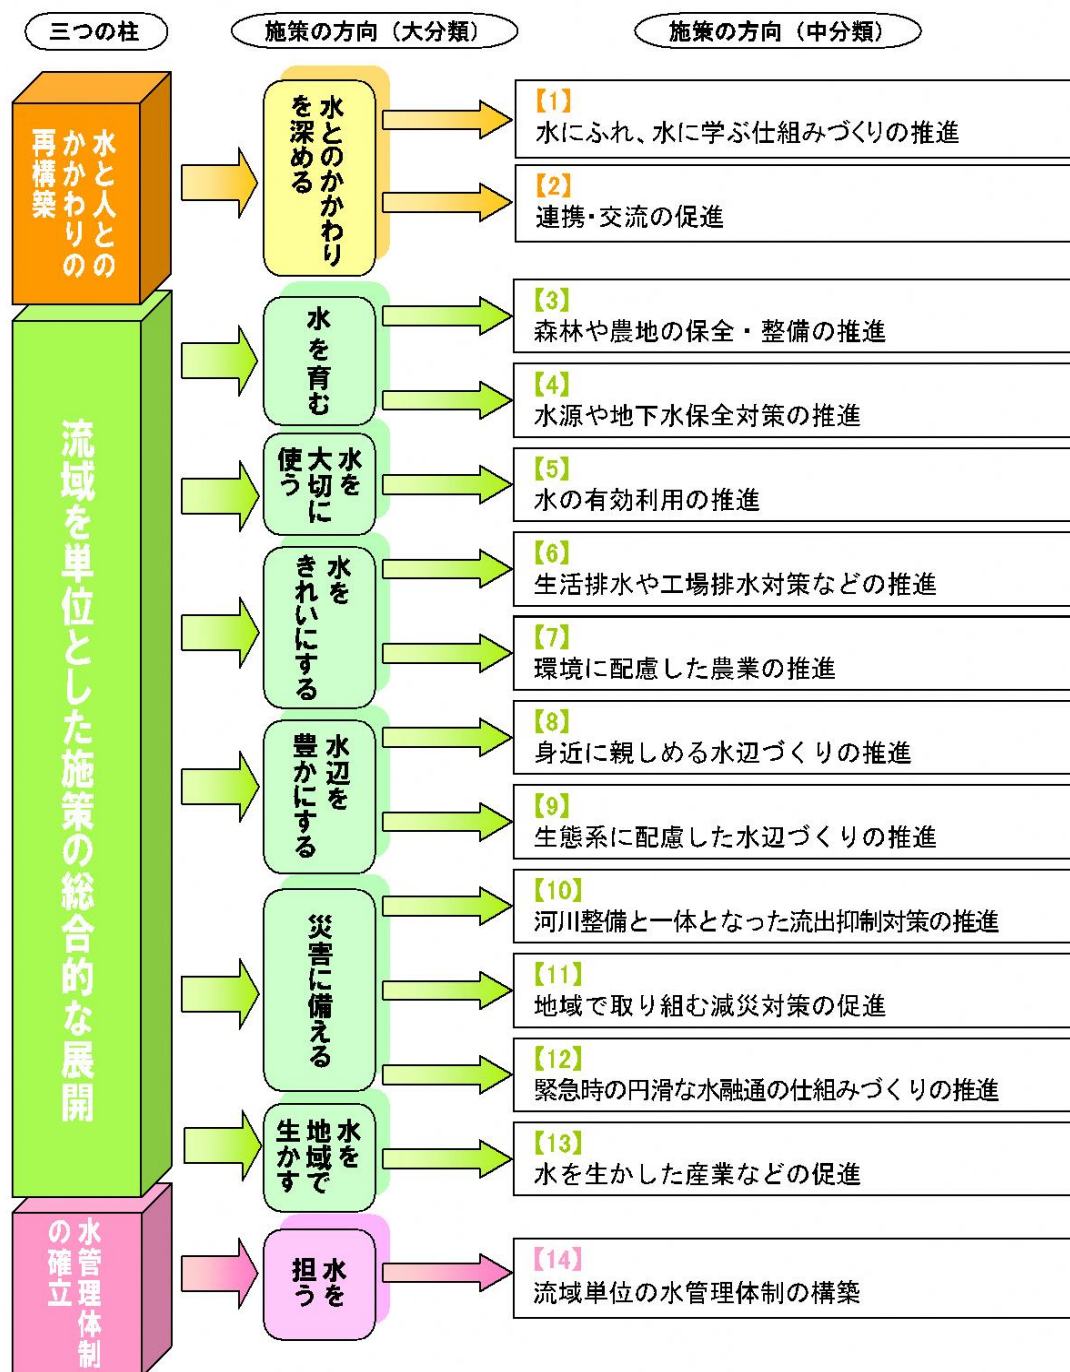 三つの柱
施策の方向（大分類）
施策の方向（中分類）
水と人との
かかわりの
再構築
水とのかかわり
を深める
【1】
水にふれ、水に学ぶ仕組みづくりの推進
【2】
連携・交流の促進
流域を単位とした施策の総合的な展開
水を育む
【3】
森林や農地の保全・整備の推進
【4】
水源や地下水保全対策の推進
水を
大切に
使う
【5】
水の有効利用の推進
水を
きれいにする
【6】
生活排水や工場排水対策などの推進
【7】
環境に配慮した農業の推進
水辺を
豊かにする
【8】
身近に親しめる水辺づくりの推進
【9】
生態系に配慮した水辺づくりの推進
災害に備える
【10】
河川整備と一体となった流出抑制対策の推進
【11】
地域で取り組む減災対策の促進
【12】
緊急時の円滑な水融通の仕組みづくりの推進
水を
地域で
生かす
【13】
水を生かした産業などの促進
水管理体制
の確立
水を
担う
【14】
流域単位の水管理体制の構築